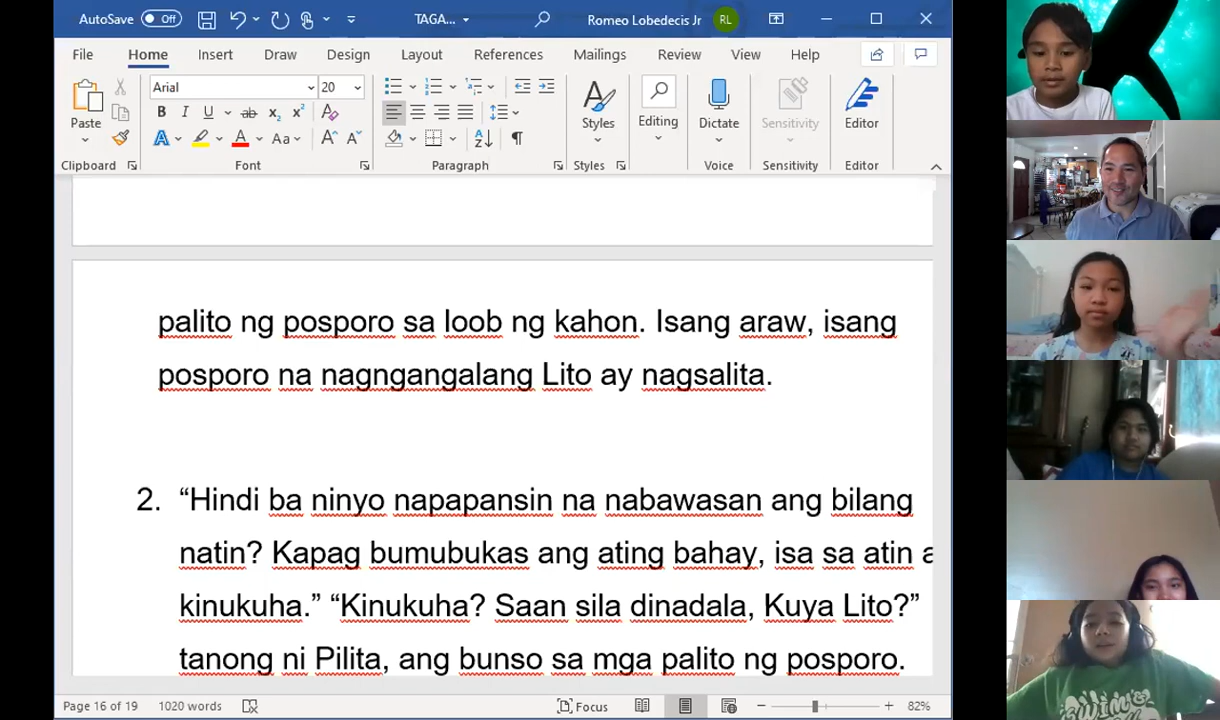 AutoSave Off TAGA... Romeo Lobedecis Jr RL
File Home Insert Draw Design Layout References Mailings Review View Help
Arial 20
Paste B I U ab x₂ x² A Styles Editing Dictate Sensitivity Editor
A A Aa A A
Clipboard Font Paragraph Styles Voice Sensitivity Editor
palito ng posporo sa loob ng kahon. Isang araw, isang
posporo na nagngangalang Lito ay nagsalita.
2. “Hindi ba ninyo napapansin na nabawasan ang bilang
natin? Kapag bumubukas ang ating bahay, isa sa atin a
kinukuha.” “Kinukuha? Saan sila dinadala, Kuya Lito?”
tanong ni Pilita, ang bunso sa mga palito ng posporo.
Page 16 of 19 1020 words Focus 82%